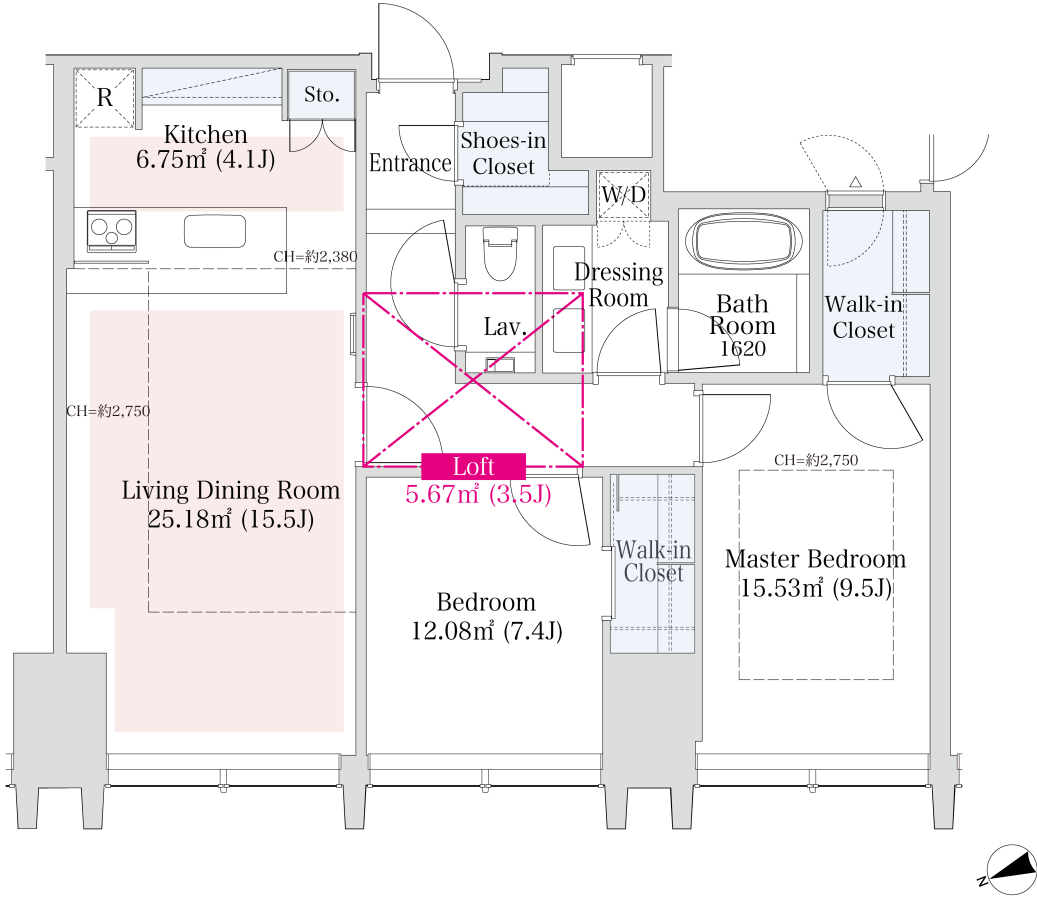 R
Sto.
Kitchen
6.75㎡ (4.1J)
Entrance
Shoes-in
Closet
W/D
CH=約2,380
Dressing
Room
Lav.
Bath
Room
1620
Walk-in
Closet
CH=約2,750
Living Dining Room
25.18㎡ (15.5J)
Loft
5.67㎡ (3.5J)
CH=約2,750
Walk-in
Closet
Master Bedroom
15.53㎡ (9.5J)
Bedroom
12.08㎡ (7.4J)
N